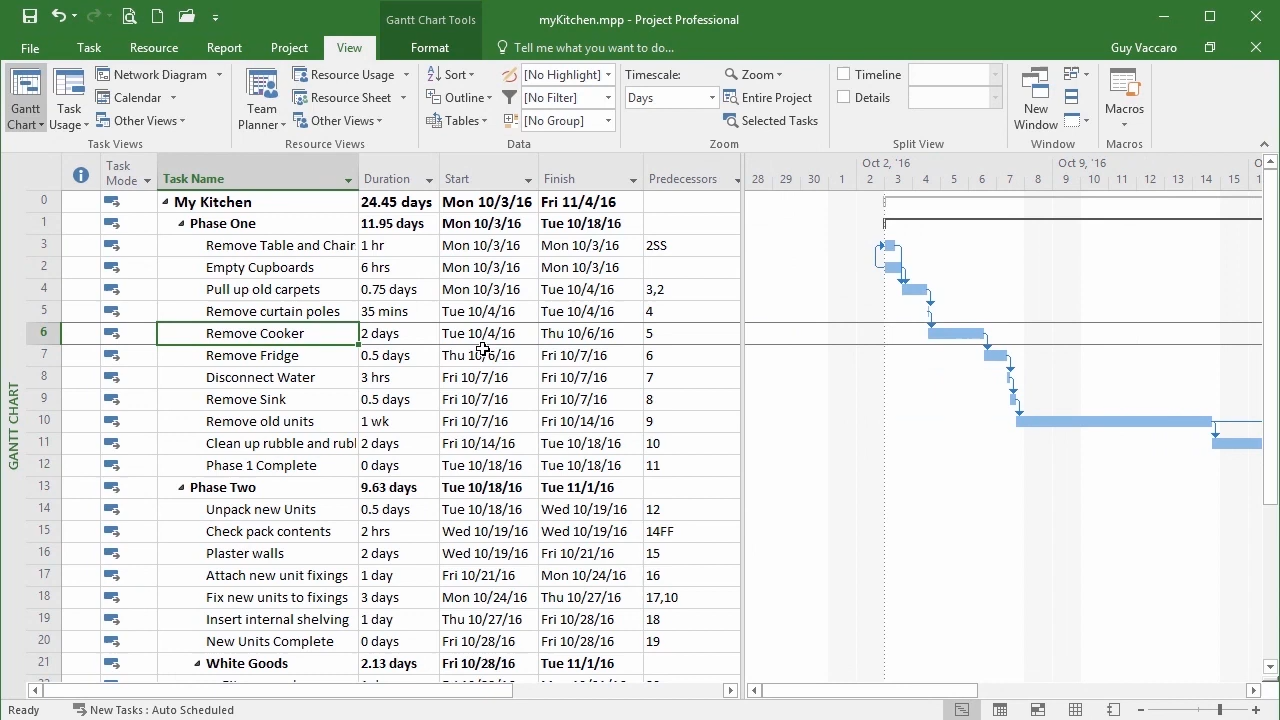 Gantt Chart Tools
myKitchen.mpp - Project Professional
File Task Resource Report Project View Format Tell me what you want to do... Guy Vaccaro
Gantt Chart
Task Usage
Network Diagram
Calendar
Other Views
Task Views
Team Planner
Resource Usage
Resource Sheet
Other Views
Resource Views
Sort
Outline
Tables
[No Highlight]
[No Filter]
[No Group]
Data
Timescale:
Days
Zoom
Entire Project
Selected Tasks
Zoom
Timeline
Details
Split View
New Window
Window
Macros
Macros
Task Mode Task Name Duration Start Finish Predecessors
Oct 2, '16 Oct 9, '16 O
28 29 30 1 2 3 4 5 6 7 8 9 10 11 12 13 14 15 1
0 My Kitchen 24.45 days Mon 10/3/16 Fri 11/4/16
1 Phase One 11.95 days Mon 10/3/16 Tue 10/18/16
3 Remove Table and Chair 1 hr Mon 10/3/16 Mon 10/3/16 2SS
2 Empty Cupboards 6 hrs Mon 10/3/16 Mon 10/3/16
4 Pull up old carpets 0.75 days Mon 10/3/16 Tue 10/4/16 3,2
5 Remove curtain poles 35 mins Tue 10/4/16 Tue 10/4/16 4
6 Remove Cooker 2 days Tue 10/4/16 Thu 10/6/16 5
7 Remove Fridge 0.5 days Thu 10/6/16 Fri 10/7/16 6
8 Disconnect Water 3 hrs Fri 10/7/16 Fri 10/7/16 7
9 Remove Sink 0.5 days Fri 10/7/16 Fri 10/7/16 8
10 Remove old units 1 wk Fri 10/7/16 Fri 10/14/16 9
11 Clean up rubble and rubl 2 days Fri 10/14/16 Tue 10/18/16 10
12 Phase 1 Complete 0 days Tue 10/18/16 Tue 10/18/16 11
13 Phase Two 9.63 days Tue 10/18/16 Tue 11/1/16
14 Unpack new Units 0.5 days Tue 10/18/16 Wed 10/19/16 12
15 Check pack contents 2 hrs Wed 10/19/16 Wed 10/19/16 14FF
16 Plaster walls 2 days Wed 10/19/16 Fri 10/21/16 15
17 Attach new unit fixings 1 day Fri 10/21/16 Mon 10/24/16 16
18 Fix new units to fixings 3 days Mon 10/24/16 Thu 10/27/16 17,10
19 Insert internal shelving 1 day Thu 10/27/16 Fri 10/28/16 18
20 New Units Complete 0 days Fri 10/28/16 Fri 10/28/16 19
21 White Goods 2.13 days Fri 10/28/16 Tue 11/1/16
GANTT CHART
Ready New Tasks : Auto Scheduled